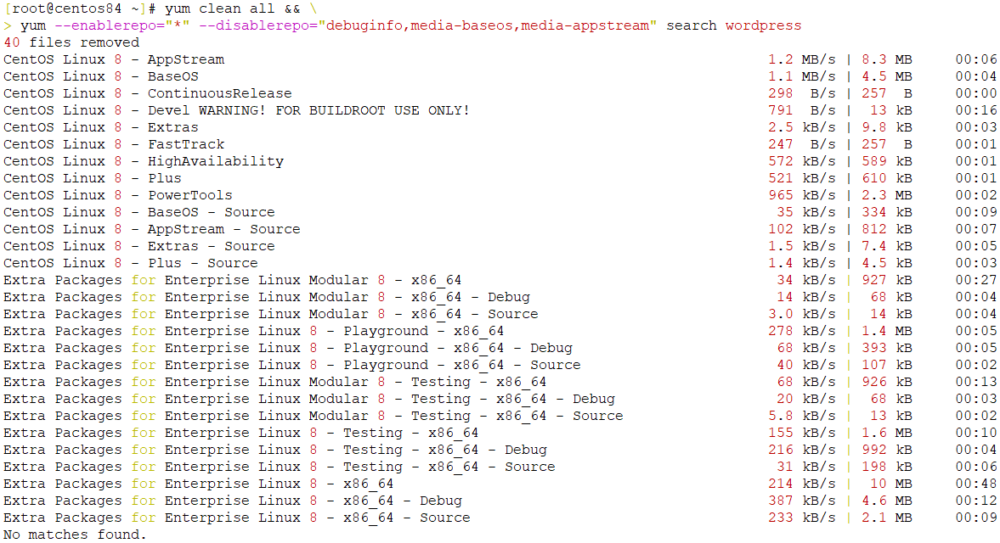 [root@centos84 ~]# yum clean all && \
> yum --enablerepo="*" --disablerepo="debuginfo,media-baseos,media-appstream" search wordpress
40 files removed
CentOS Linux 8 - AppStream 1.2 MB/s | 8.3 MB 00:06
CentOS Linux 8 - BaseOS 1.1 MB/s | 4.5 MB 00:04
CentOS Linux 8 - ContinuousRelease 298 B/s | 257 B 00:00
CentOS Linux 8 - Devel WARNING! FOR BUILDROOT USE ONLY! 791 B/s | 13 kB 00:16
CentOS Linux 8 - Extras 2.5 kB/s | 9.8 kB 00:03
CentOS Linux 8 - FastTrack 247 B/s | 257 B 00:01
CentOS Linux 8 - HighAvailability 572 kB/s | 589 kB 00:01
CentOS Linux 8 - Plus 521 kB/s | 610 kB 00:01
CentOS Linux 8 - PowerTools 965 kB/s | 2.3 MB 00:02
CentOS Linux 8 - BaseOS - Source 35 kB/s | 334 kB 00:09
CentOS Linux 8 - AppStream - Source 102 kB/s | 812 kB 00:07
CentOS Linux 8 - Extras - Source 1.5 kB/s | 7.4 kB 00:05
CentOS Linux 8 - Plus - Source 1.4 kB/s | 4.5 kB 00:03
Extra Packages for Enterprise Linux Modular 8 - x86_64 34 kB/s | 927 kB 00:27
Extra Packages for Enterprise Linux Modular 8 - x86_64 - Debug 14 kB/s | 68 kB 00:04
Extra Packages for Enterprise Linux Modular 8 - x86_64 - Source 3.0 kB/s | 14 kB 00:04
Extra Packages for Enterprise Linux 8 - Playground - x86_64 278 kB/s | 1.4 MB 00:05
Extra Packages for Enterprise Linux 8 - Playground - x86_64 - Debug 68 kB/s | 393 kB 00:05
Extra Packages for Enterprise Linux 8 - Playground - x86_64 - Source 40 kB/s | 107 kB 00:02
Extra Packages for Enterprise Linux Modular 8 - Testing - x86_64 68 kB/s | 926 kB 00:13
Extra Packages for Enterprise Linux Modular 8 - Testing - x86_64 - Debug 20 kB/s | 68 kB 00:03
Extra Packages for Enterprise Linux Modular 8 - Testing - x86_64 - Source 5.8 kB/s | 13 kB 00:02
Extra Packages for Enterprise Linux 8 - Testing - x86_64 155 kB/s | 1.6 MB 00:10
Extra Packages for Enterprise Linux 8 - Testing - x86_64 - Debug 216 kB/s | 992 kB 00:04
Extra Packages for Enterprise Linux 8 - Testing - x86_64 - Source 31 kB/s | 198 kB 00:06
Extra Packages for Enterprise Linux 8 - x86_64 214 kB/s | 10 MB 00:48
Extra Packages for Enterprise Linux 8 - x86_64 - Debug 387 kB/s | 4.6 MB 00:12
Extra Packages for Enterprise Linux 8 - x86_64 - Source 233 kB/s | 2.1 MB 00:09
No matches found.